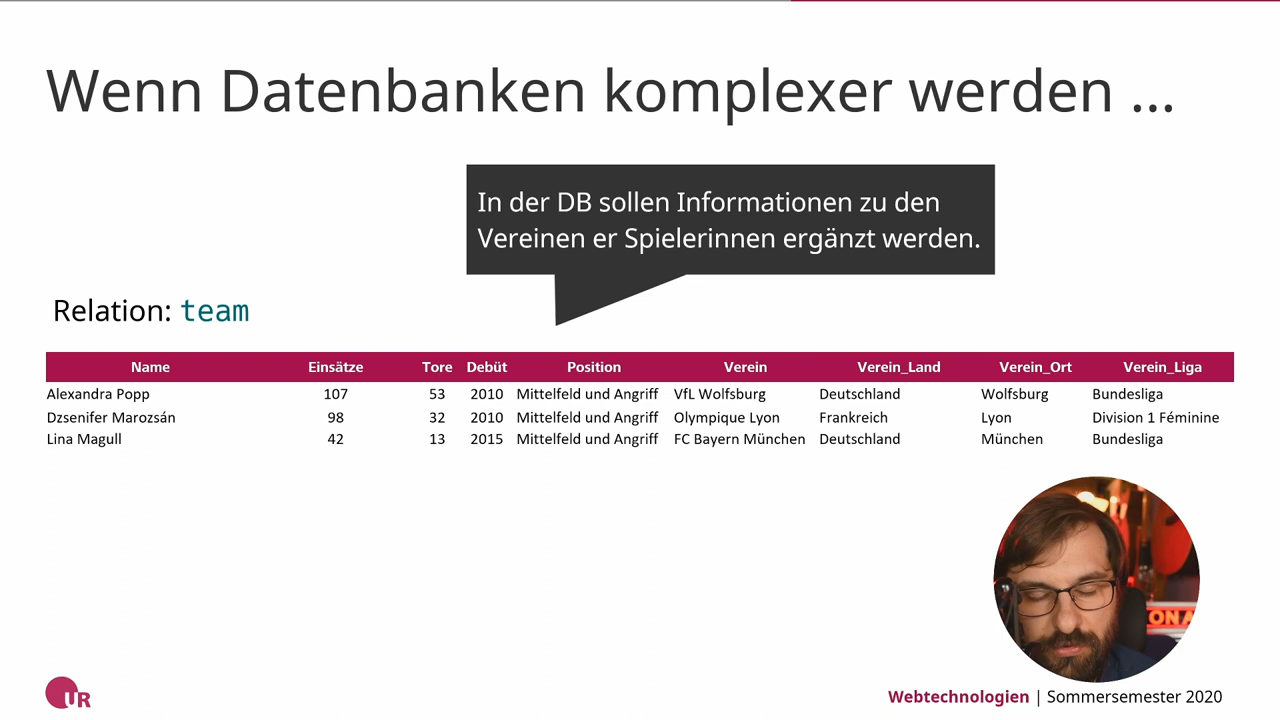 Wenn Datenbanken komplexer werden ...
In der DB sollen Informationen zu den
Vereinen er Spielerinnen ergänzt werden.
Relation: team
Name Einsätze Tore Debüt Position Verein Verein_Land Verein_Ort Verein_Liga
Alexandra Popp 107 53 2010 Mittelfeld und Angriff VfL Wolfsburg Deutschland Wolfsburg Bundesliga
Dzsenifer Marozsán 98 32 2010 Mittelfeld und Angriff Olympique Lyon Frankreich Lyon Division 1 Féminine
Lina Magull 42 13 2015 Mittelfeld und Angriff FC Bayern München Deutschland München Bundesliga
ON A
UR
Webtechnologien | Sommersemester 2020